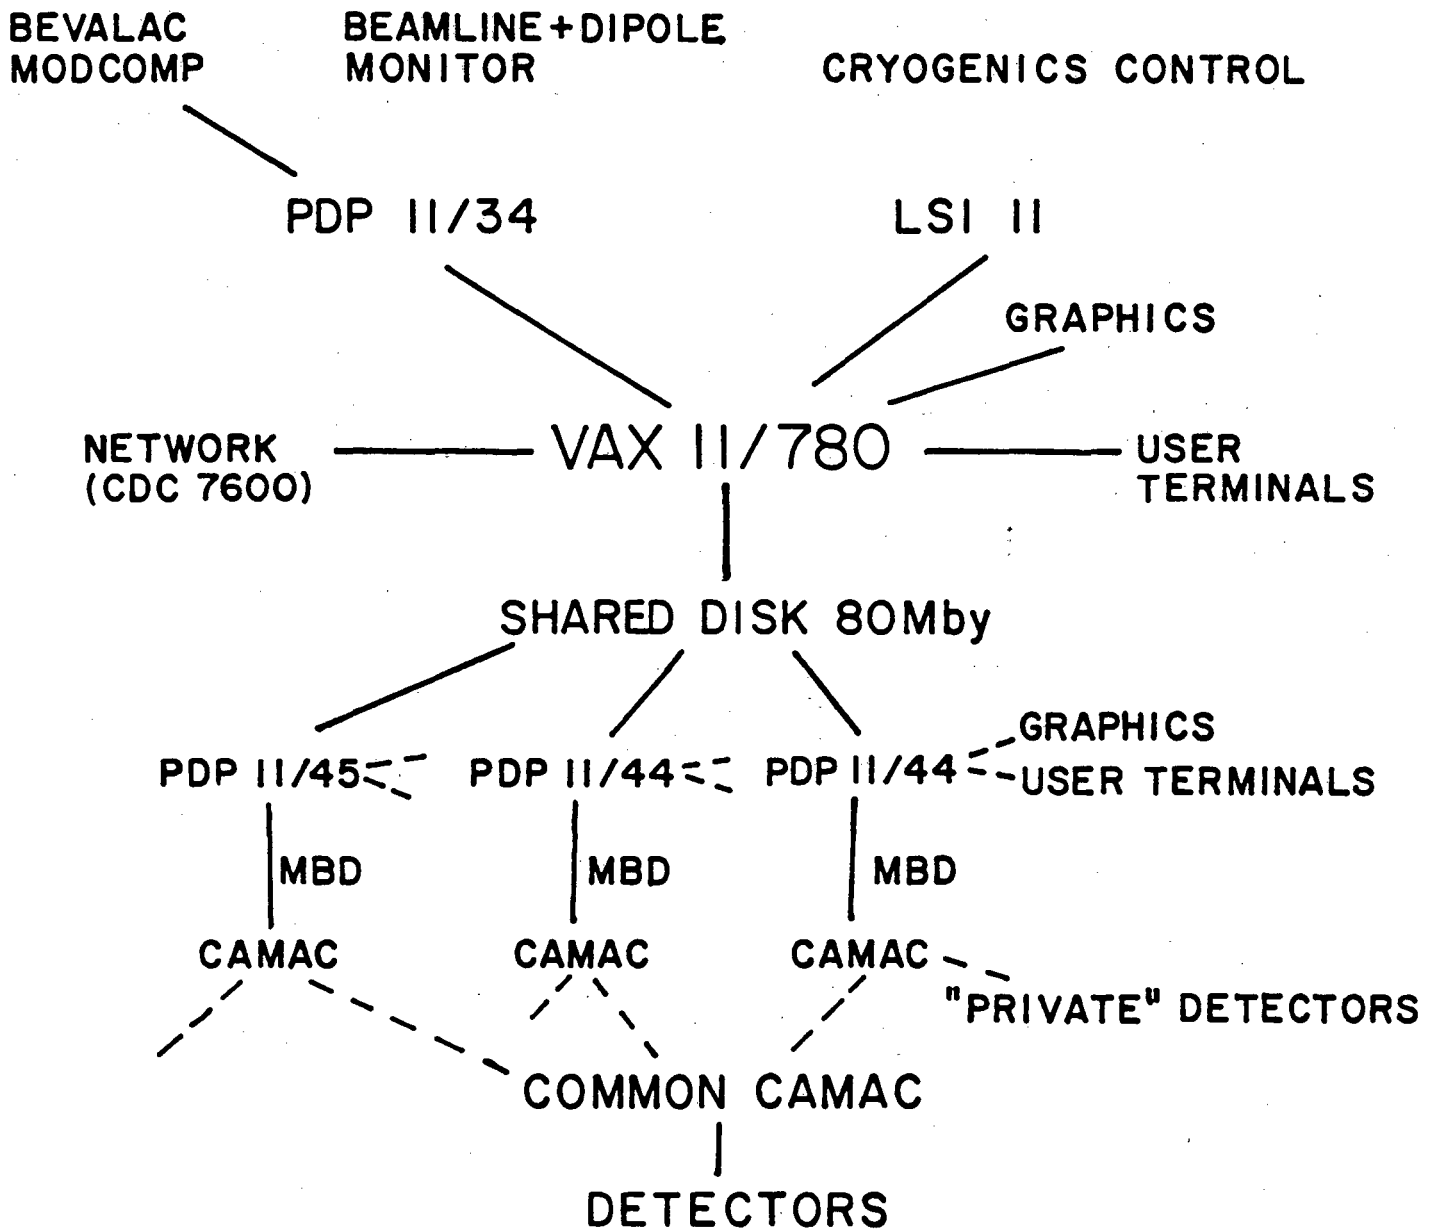 BEVALAC
MODCOMP
BEAMLINE+DIPOLE
MONITOR
CRYOGENICS CONTROL
PDP 11/34
LSI 11
GRAPHICS
NETWORK
(CDC 7600)
VAX 11/780
USER
TERMINALS
SHARED DISK 80Mby
PDP 11/45
PDP 11/44
PDP 11/44
GRAPHICS
USER TERMINALS
MBD
MBD
MBD
CAMAC
CAMAC
CAMAC
"PRIVATE" DETECTORS
COMMON CAMAC
DETECTORS